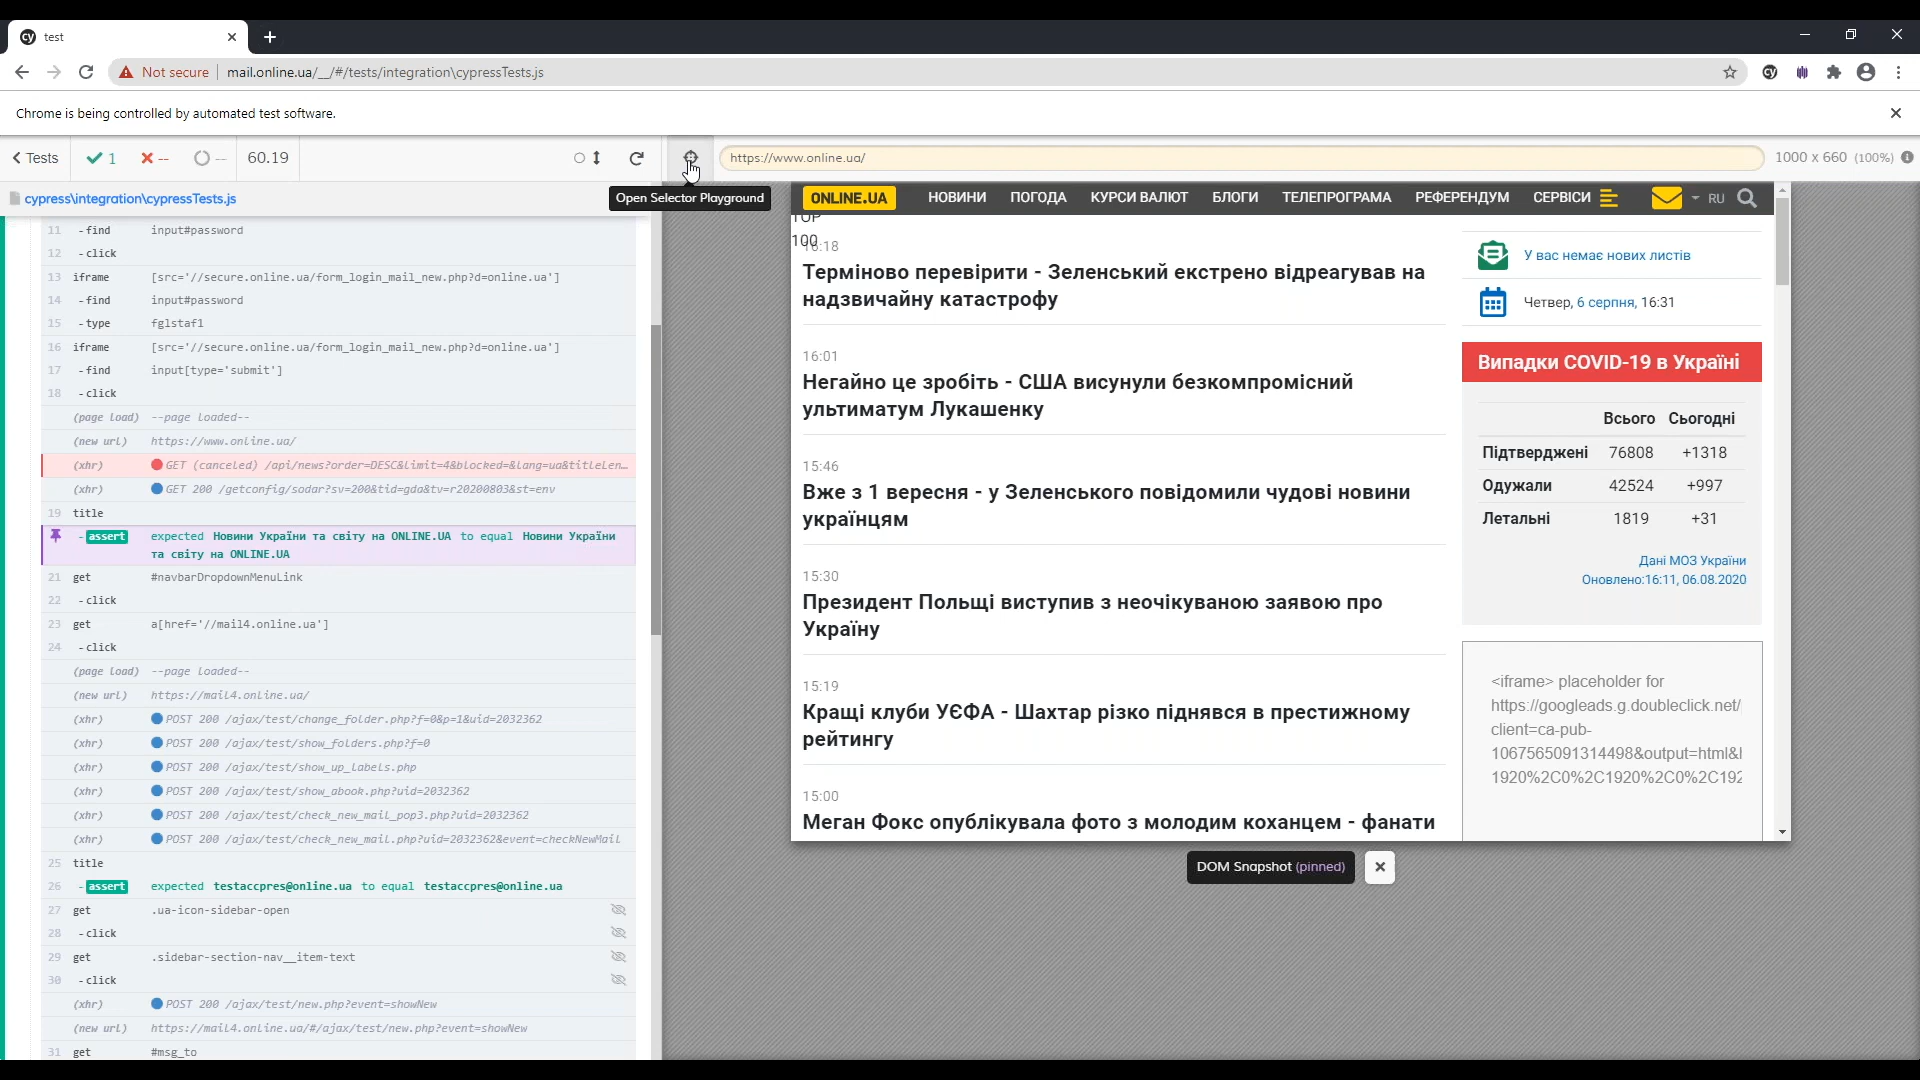 test
Not secure
mail.online.ua/__/#/tests/integration\cypressTests.js
Chrome is being controlled by automated test software.
Tests
1
--
--
60.19
https://www.online.ua/
1000 x 660 (100%)
Open Selector Playground
cypress\integration\cypressTests.js
11 -find input#password
12 -click
13 iframe [src='//secure.online.ua/form_login_mail_new.php?d=online.ua']
14 -find input#password
15 -type fglstaf1
16 iframe [src='//secure.online.ua/form_login_mail_new.php?d=online.ua']
17 -find input[type='submit']
18 -click
(page load) --page loaded--
(new url) https://www.online.ua/
(xhr) GET (canceled) /api/news?order=DESC&limit=4&blocked=&lang=ua&titleLen...
(xhr) GET 200 /getconfig/sodar?sv=200&tid=gda&tv=r20200803&st=env
19 title
-assert expected Новини України та світу на ONLINE.UA to equal Новини України
та світу на ONLINE.UA
21 get #navbarDropdownMenuLink
22 -click
23 get a[href='//mail4.online.ua']
24 -click
(page load) --page loaded--
(new url) https://mail4.online.ua/
(xhr) POST 200 /ajax/test/change_folder.php?f=0&p=1&uid=2032362
(xhr) POST 200 /ajax/test/show_folders.php?f=0
(xhr) POST 200 /ajax/test/show_up_labels.php
(xhr) POST 200 /ajax/test/show_abook.php?uid=2032362
(xhr) POST 200 /ajax/test/check_new_mail_pop3.php?uid=2032362
(xhr) POST 200 /ajax/test/check_new_mail.php?uid=2032362&event=checkNewMail
25 title
26 -assert expected testaccpres@online.ua to equal testaccpres@online.ua
27 get .ua-icon-sidebar-open
28 -click
29 get .sidebar-section-nav__item-text
30 -click
(xhr) POST 200 /ajax/test/new.php?event=showNew
(new url) https://mail4.online.ua/#/ajax/test/new.php?event=showNew
31 get #msg_to
ONLINE.UA НОВИНИ ПОГОДА КУРСИ ВАЛЮТ БЛОГИ ТЕЛЕПРОГРАМА РЕФЕРЕНДУМ СЕРВІСИ RU
TOP
100
16:18
Терміново перевірити - Зеленський екстрено відреагував на
надзвичайну катастрофу
16:01
Негайно це зробіть - США висунули безкомпромісний
ультиматум Лукашенку
15:46
Вже з 1 вересня - у Зеленського повідомили чудові новини
українцям
15:30
Президент Польщі виступив з неочікуваною заявою про
Україну
15:19
Кращі клуби УЄФА - Шахтар різко піднявся в престижному
рейтингу
15:00
Меган Фокс опублікувала фото з молодим коханцем - фанати
У вас немає нових листів
Четвер, 6 серпня, 16:31
Випадки COVID-19 в Україні
Всього Сьогодні
Підтверджені 76808 +1318
Одужали 42524 +997
Летальні 1819 +31
Дані МОЗ України
Оновлено:16:11, 06.08.2020
<iframe> placeholder for
https://googleads.g.doubleclick.net/
client=ca-pub-
1067565091314498&output=html&
1920%2C0%2C1920%2C0%2C192
DOM Snapshot (pinned)